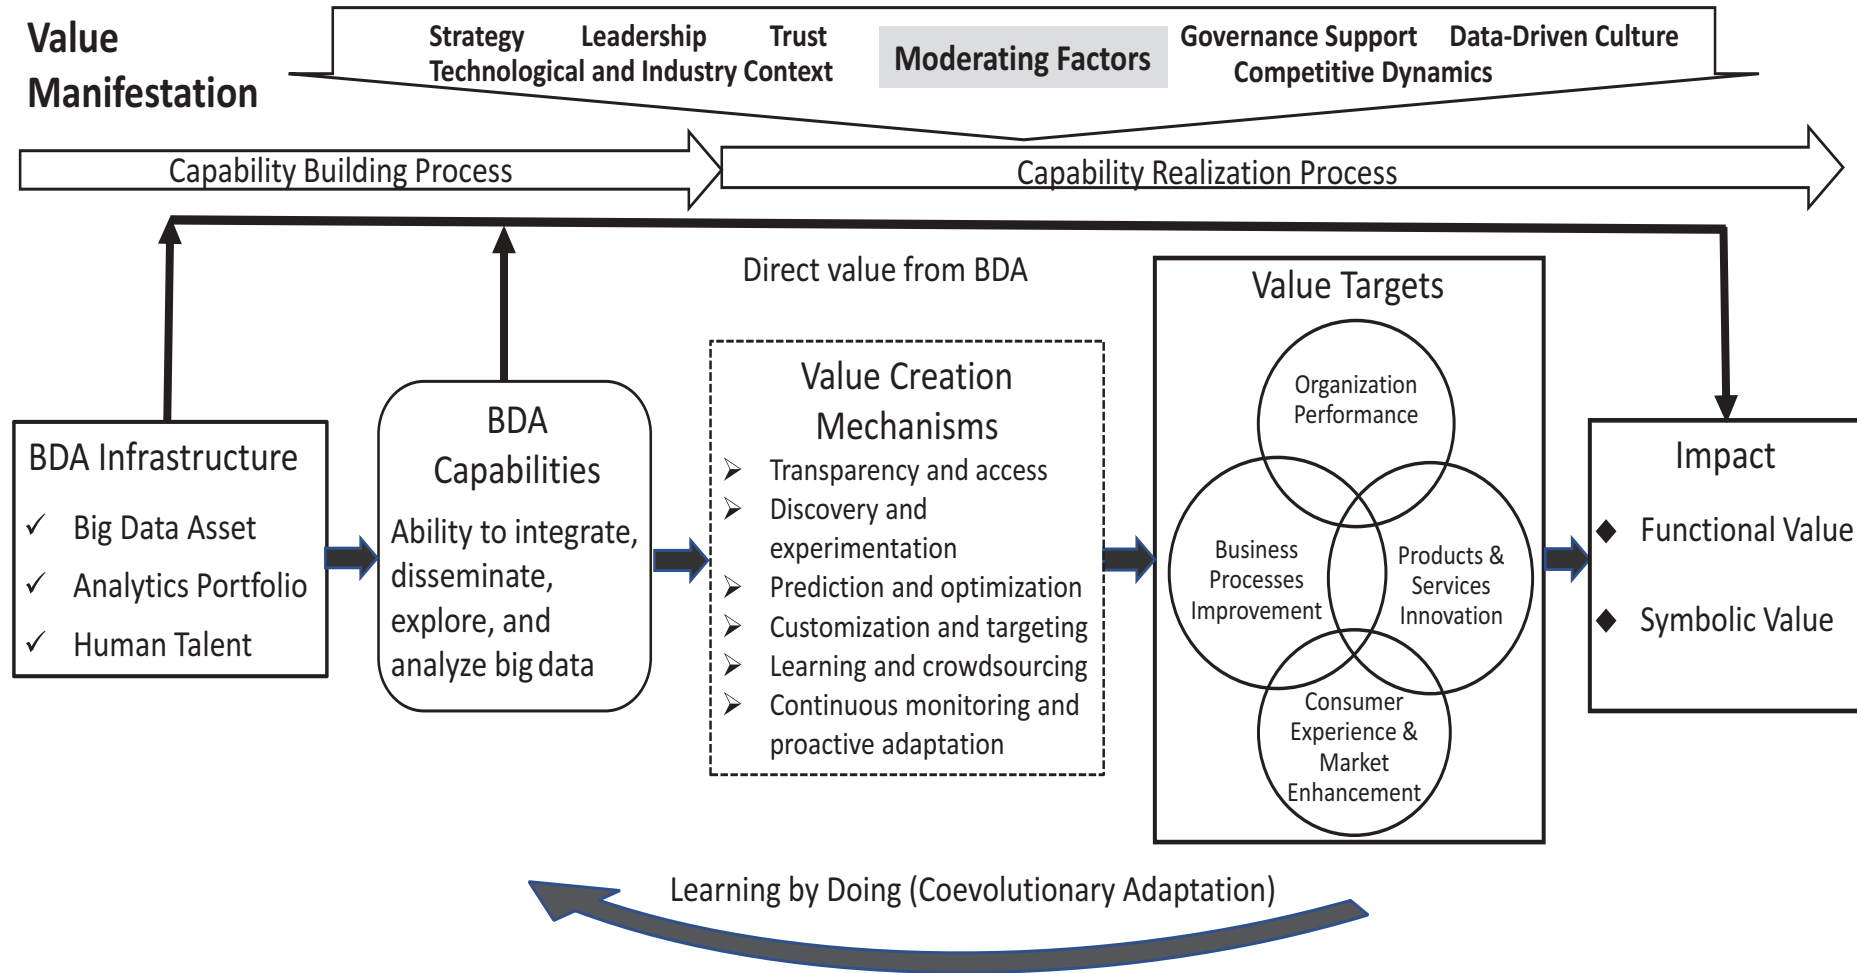 Value
Manifestation
Strategy Leadership Trust
Technological and Industry Context
Moderating Factors
Governance Support Data-Driven Culture
Competitive Dynamics
Capability Building Process
Capability Realization Process
Direct value from BDA
BDA Infrastructure
✓ Big Data Asset
✓ Analytics Portfolio
✓ Human Talent
BDA
Capabilities
Ability to integrate,
disseminate,
explore, and
analyze big data
Value Creation
Mechanisms
➢ Transparency and access
➢ Discovery and
experimentation
➢ Prediction and optimization
➢ Customization and targeting
➢ Learning and crowdsourcing
➢ Continuous monitoring and
proactive adaptation
Value Targets
Organization
Performance
Business
Processes
Improvement
Products &
Services
Innovation
Consumer
Experience &
Market
Enhancement
Impact
◆ Functional Value
◆ Symbolic Value
Learning by Doing (Coevolutionary Adaptation)